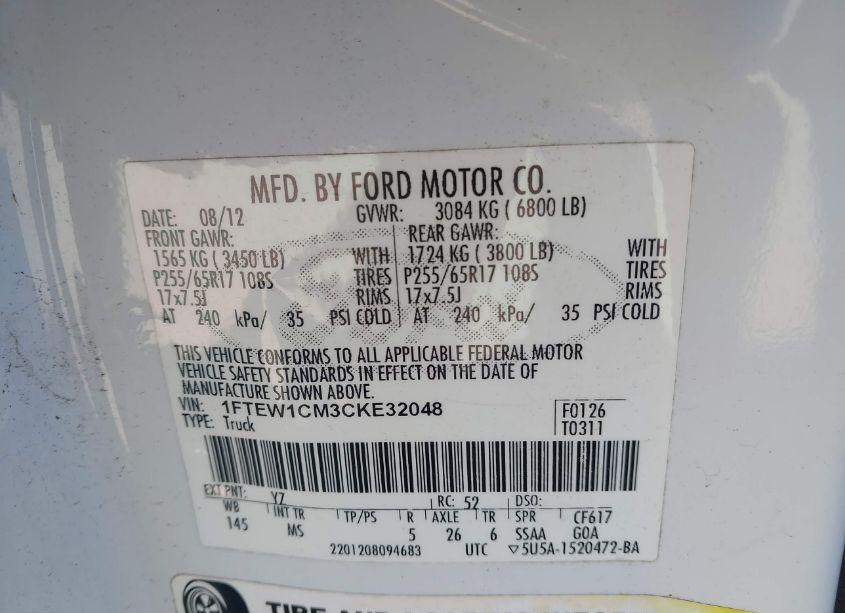 MFD. BY FORD MOTOR CO.
DATE: 08/12 GVWR: 3084 KG ( 6800 LB)
FRONT GAWR: REAR GAWR:
1565 KG ( 3450 LB) WITH 1724 KG ( 3800 LB) WITH
P255/65R17 108S TIRES P255/65R17 108S TIRES
17x7.5J RIMS 17x7.5J RIMS
AT 240 kPa/ 35 PSI COLD AT 240 kPa/ 35 PSI COLD
THIS VEHICLE CONFORMS TO ALL APPLICABLE FEDERAL MOTOR
VEHICLE SAFETY STANDARDS IN EFFECT ON THE DATE OF
MANUFACTURE SHOWN ABOVE.
VIN: 1FTEW1CM3CKE32048 F0126
TYPE: Truck T0311
EXT PNT: YZ RC: 52 DSO:
WB INT TR TP/PS R AXLE TR SPR CF617
145 MS 5 26 6 SSAA GOA
2201208094683 UTC ▽5U5A-1520472-BA
TIRE AND